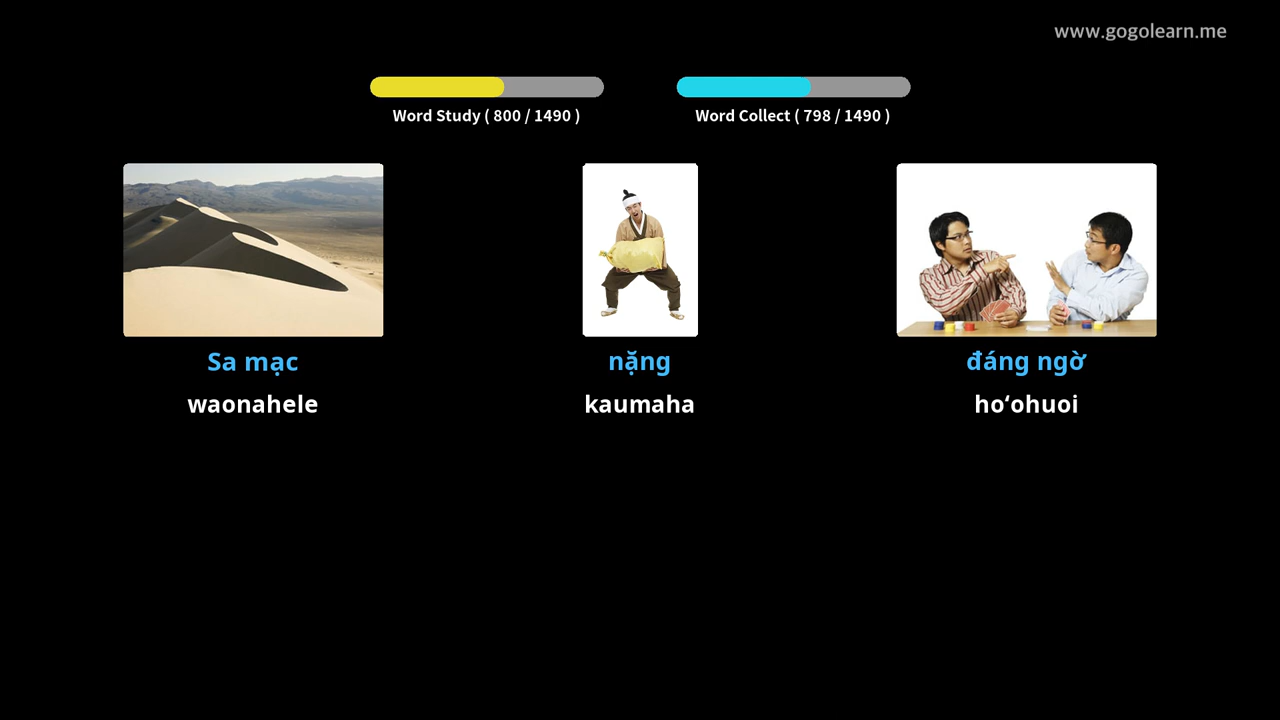 www.gogolearn.me
Word Study ( 800 / 1490 )
Word Collect ( 798 / 1490 )
Sa mạc
nặng
đáng ngờ
waonahele
kaumaha
hoʻohuoi